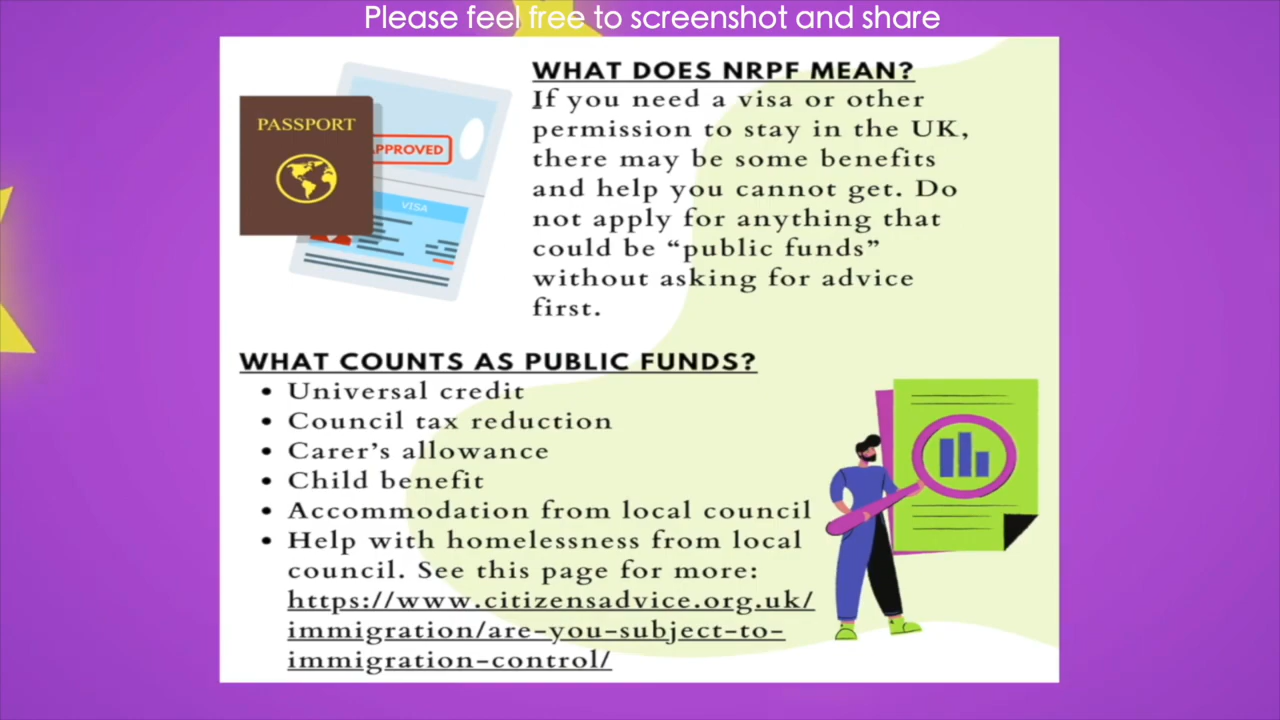 Please feel free to screenshot and share
PASSPORT
APPROVED
VISA
WHAT DOES NRPF MEAN?
If you need a visa or other
permission to stay in the UK,
there may be some benefits
and help you cannot get. Do
not apply for anything that
could be “public funds”
without asking for advice
first.
WHAT COUNTS AS PUBLIC FUNDS?
• Universal credit
• Council tax reduction
• Carer’s allowance
• Child benefit
• Accommodation from local council
• Help with homelessness from local
council. See this page for more:
https://www.citizensadvice.org.uk/
immigration/are-you-subject-to-
immigration-control/